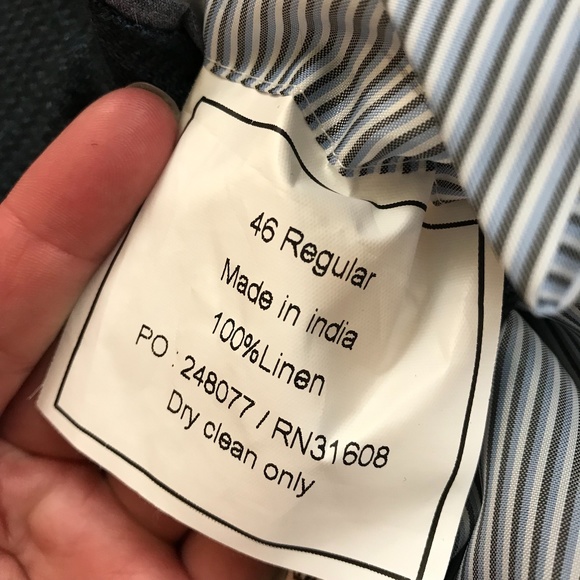 46 Regular
Made in india
100%Linen
PO : 248077 / RN31608
Dry clean only